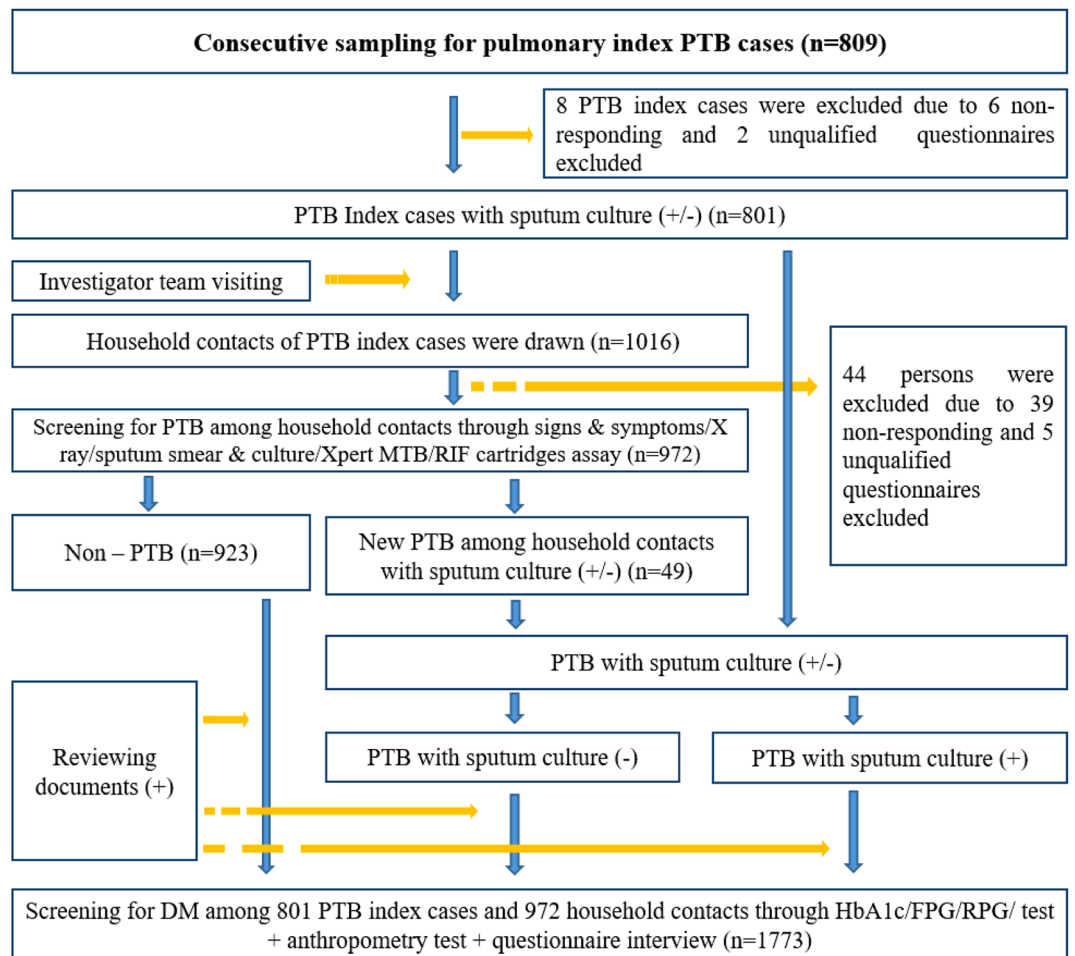 Consecutive sampling for pulmonary index PTB cases (n=809)
8 PTB index cases were excluded due to 6 non-
responding and 2 unqualified questionnaires
excluded
PTB Index cases with sputum culture (+/-) (n=801)
Investigator team visiting
Household contacts of PTB index cases were drawn (n=1016)
44 persons were
excluded due to 39
non-responding and 5
unqualified
questionnaires
excluded
Screening for PTB among household contacts through signs & symptoms/X
ray/sputum smear & culture/Xpert MTB/RIF cartridges assay (n=972)
Non – PTB (n=923)
New PTB among household contacts
with sputum culture (+/-) (n=49)
PTB with sputum culture (+/-)
Reviewing
documents (+)
PTB with sputum culture (-)
PTB with sputum culture (+)
Screening for DM among 801 PTB index cases and 972 household contacts through HbA1c/FPG/RPG/ test
+ anthropometry test + questionnaire interview (n=1773)